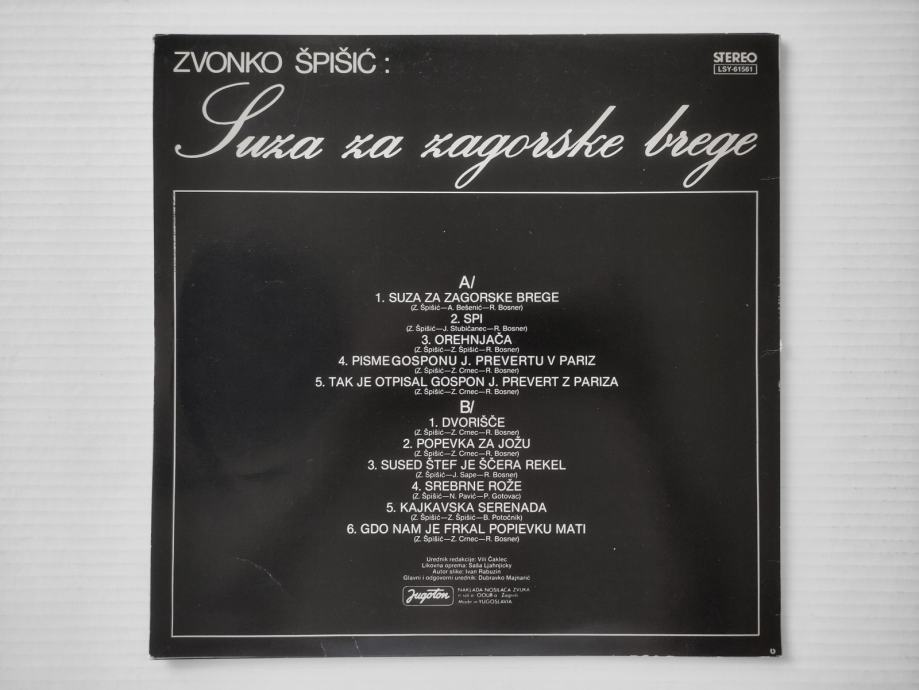 ZVONKO ŠPIŠIĆ:
STEREO
LSY-61561
Suza za zagorske brege
A/
1. SUZA ZA ZAGORSKE BREGE
(Z. Špišić—A. Bešenić—R. Bosner)
2. SPI
(Z. Špišić—J. Stubičanec—R. Bosner)
3. OREHNJAČA
(Z. Špišić—Z. Špišić—R. Bosner)
4. PISME GOSPONU J. PREVERTU V PARIZ
(Z. Špišić—Z. Crnec—R. Bosner)
5. TAK JE OTPISAL GOSPON J. PREVERT Z PARIZA
(Z. Špišić—Z. Crnec—R. Bosner)
B/
1. DVORIŠČE
(Z. Špišić—Z. Crnec—R. Bosner)
2. POPEVKA ZA JOŽU
(Z. Špišić—Z. Crnec—R. Bosner)
3. SUSED ŠTEF JE ŠČERA REKEL
(Z. Špišić—J. Sape—R. Bosner)
4. SREBRNE ROŽE
(Z. Špišić—N. Pavić—P. Gotovac)
5. KAJKAVSKA SERENADA
(Z. Špišić—Z. Špišić—B. Potočnik)
6. GDO NAM JE FRKAL POPIEVKU MATI
(Z. Špišić—Z. Crnec—R. Bosner)
Urednik redakcije: Vili Čaklec
Likovna oprema: Saša Ljahnjicky
Autor slike: Ivan Rabuzin
Glavni i odgovorni urednik: Dubravko Majnarić
Jugoton
NAKLADA NOSILACA ZVUKA
OOUR-a Zagreb
Made in YUGOSLAVIA